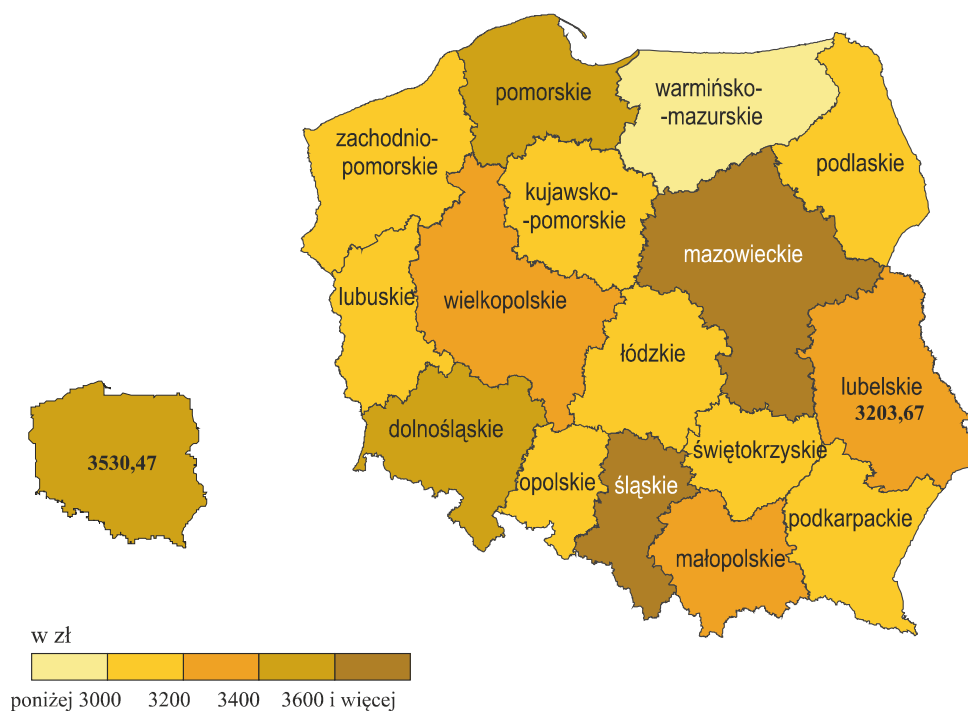 pomorskie
warmińsko-
-mazurskie
zachodnio-
pomorskie
podlaskie
kujawsko-
-pomorskie
mazowieckie
lubuskie
wielkopolskie
łódzkie
lubelskie
3203,67
dolnośląskie
3530,47
świętokrzyskie
opolskie
śląskie
podkarpackie
małopolskie
w zł
poniżej 3000 3200 3400 3600 i więcej